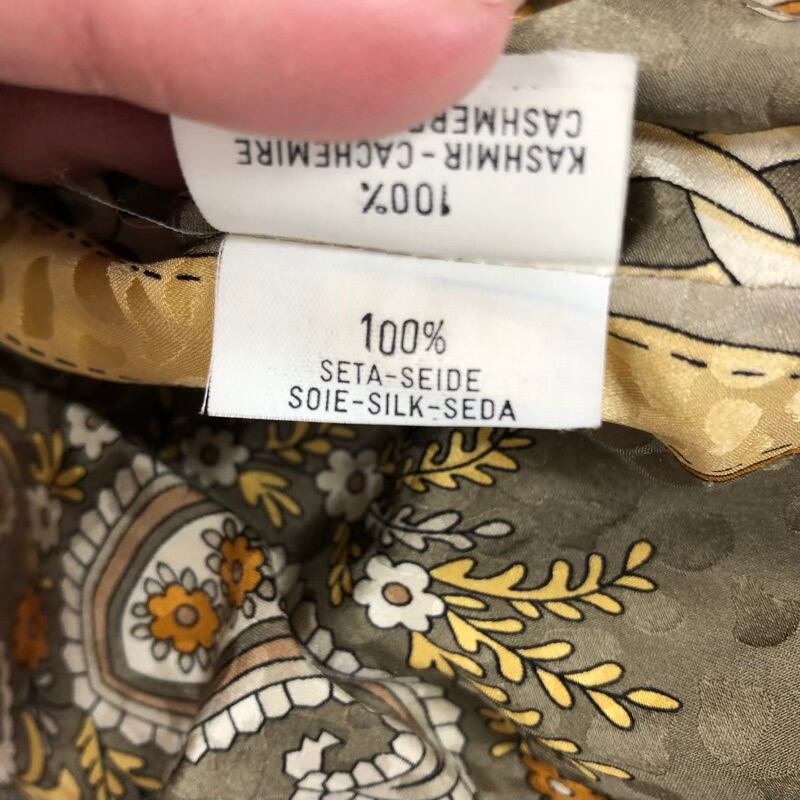 100%
KASHMIR-CACHEMIRE
CASHMERE
100%
SETA-SEIDE
SOIE-SILK-SEDA